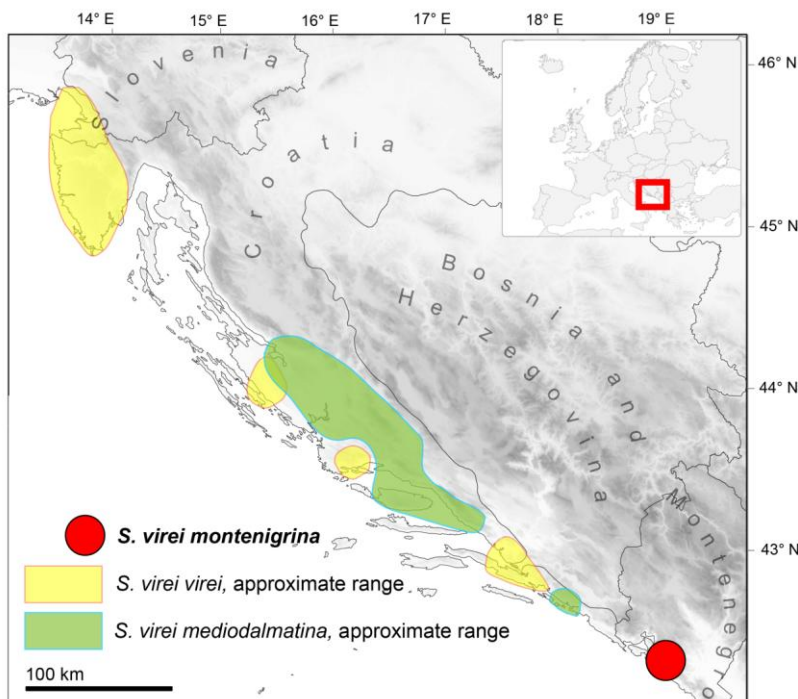 14° E
15° E
16° E
17° E
18° E
19° E
46° N
45° N
44° N
43° N
Slovenia
Croatia
Bosnia and
Herzegovina
Montenegro
S. virei montenigrina
S. virei virei, approximate range
S. virei mediodalmatina, approximate range
100 km